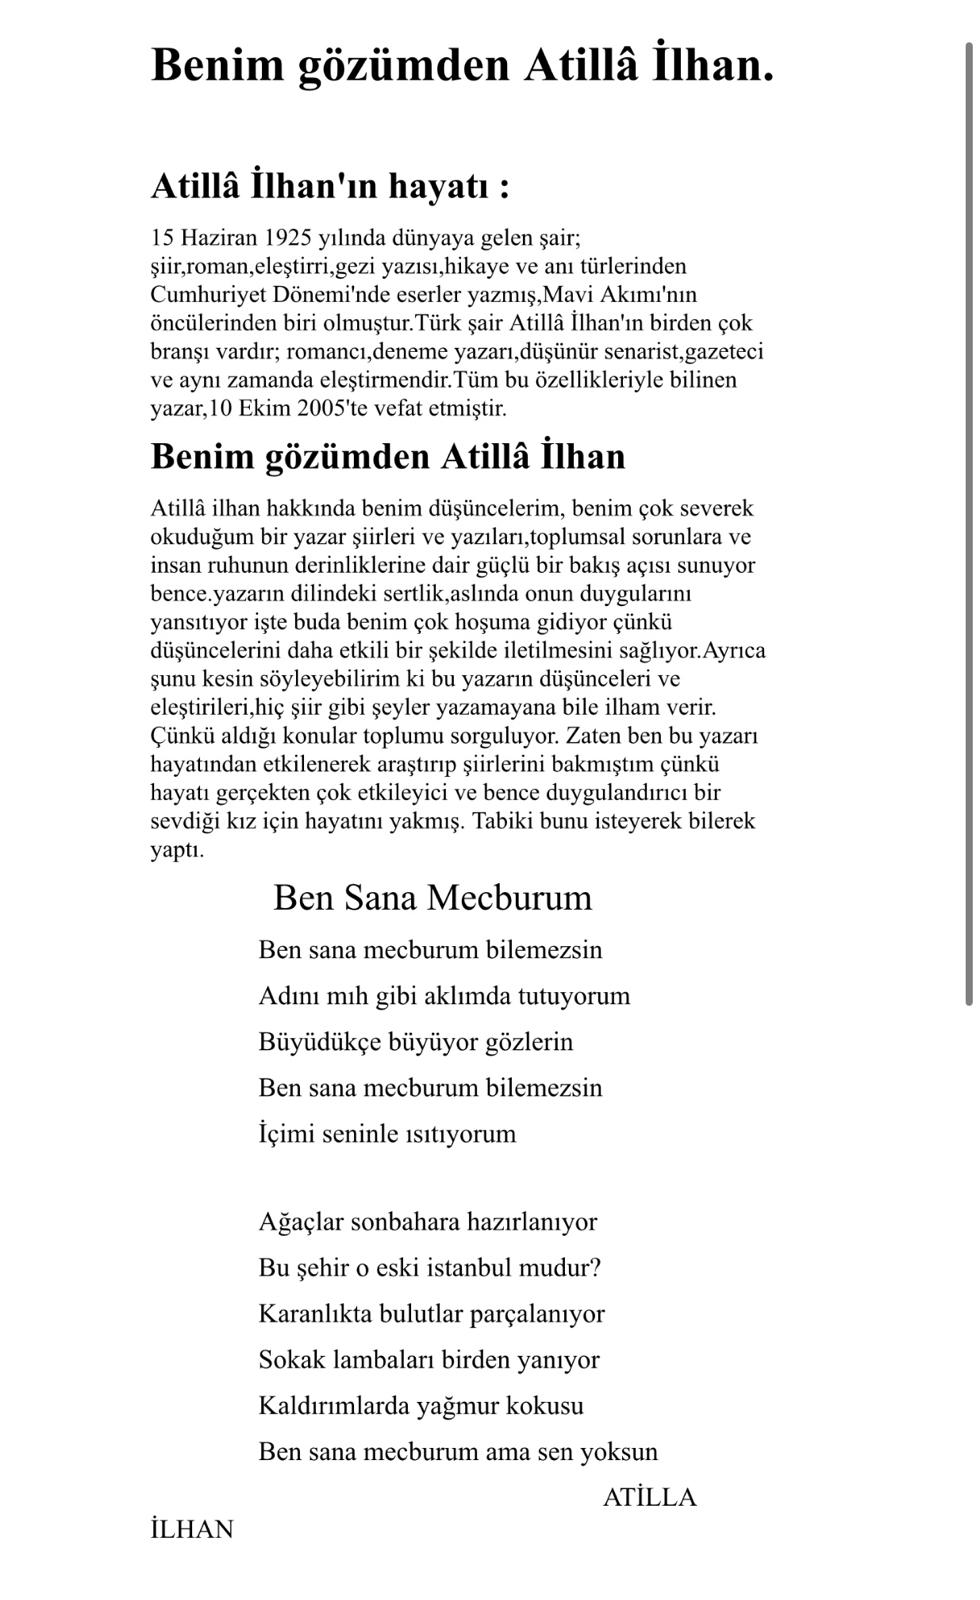 Benim gözümden Atillâ İlhan.
Atillâ İlhan'ın hayatı :
15 Haziran 1925 yılında dünyaya gelen şair;
şiir,roman,eleştirri,gezi yazısı,hikaye ve anı türlerinden
Cumhuriyet Dönemi'nde eserler yazmış,Mavi Akımı'nın
öncülerinden biri olmuştur.Türk şair Atillâ İlhan'ın birden çok
branşı vardır; romancı,deneme yazarı,düşünür senarist,gazeteci
ve aynı zamanda eleştirmendir.Tüm bu özellikleriyle bilinen
yazar,10 Ekim 2005'te vefat etmiştir.
Benim gözümden Atillâ İlhan
Atillâ ilhan hakkında benim düşüncelerim, benim çok severek
okuduğum bir yazar şiirleri ve yazıları,toplumsal sorunlara ve
insan ruhunun derinliklerine dair güçlü bir bakış açısı sunuyor
bence.yazarın dilindeki sertlik,aslında onun duygularını
yansıtıyor işte buda benim çok hoşuma gidiyor çünkü
düşüncelerini daha etkili bir şekilde iletilmesini sağlıyor.Ayrıca
şunu kesin söyleyebilirim ki bu yazarın düşünceleri ve
eleştirileri,hiç şiir gibi şeyler yazamayana bile ilham verir.
Çünkü aldığı konular toplumu sorguluyor. Zaten ben bu yazarı
hayatından etkilenerek araştırıp şiirlerini bakmıştım çünkü
hayatı gerçekten çok etkileyici ve bence duygulandırıcı bir
sevdiği kız için hayatını yakmış. Tabiki bunu isteyerek bilerek
yaptı.
Ben Sana Mecburum
Ben sana mecburum bilemezsin
Adını mıh gibi aklımda tutuyorum
Büyüdükçe büyüyor gözlerin
Ben sana mecburum bilemezsin
İçimi seninle ısıtıyorum
Ağaçlar sonbahara hazırlanıyor
Bu şehir o eski istanbul mudur?
Karanlıkta bulutlar parçalanıyor
Sokak lambaları birden yanıyor
Kaldırımlarda yağmur kokusu
Ben sana mecburum ama sen yoksun
ATİLLA
İLHAN